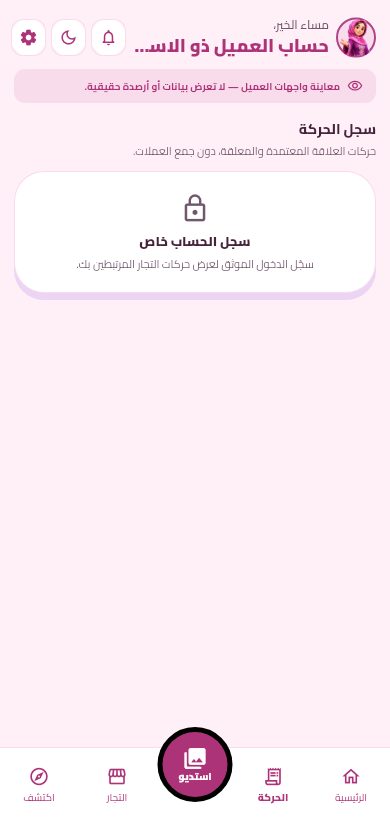 مساء الخير،
حساب العميل ذو الاسـ...
معاينة واجهات العميل — لا تعرض بيانات أو أرصدة حقيقية.
سجل الحركة
حركات العلاقة المعتمدة والمعلقة، دون جمع العملات.
سجل الحساب خاص
سجّل الدخول الموثق لعرض حركات التجار المرتبطين بك.
الرئيسية
الحركة
استديو
التجار
اكتشف